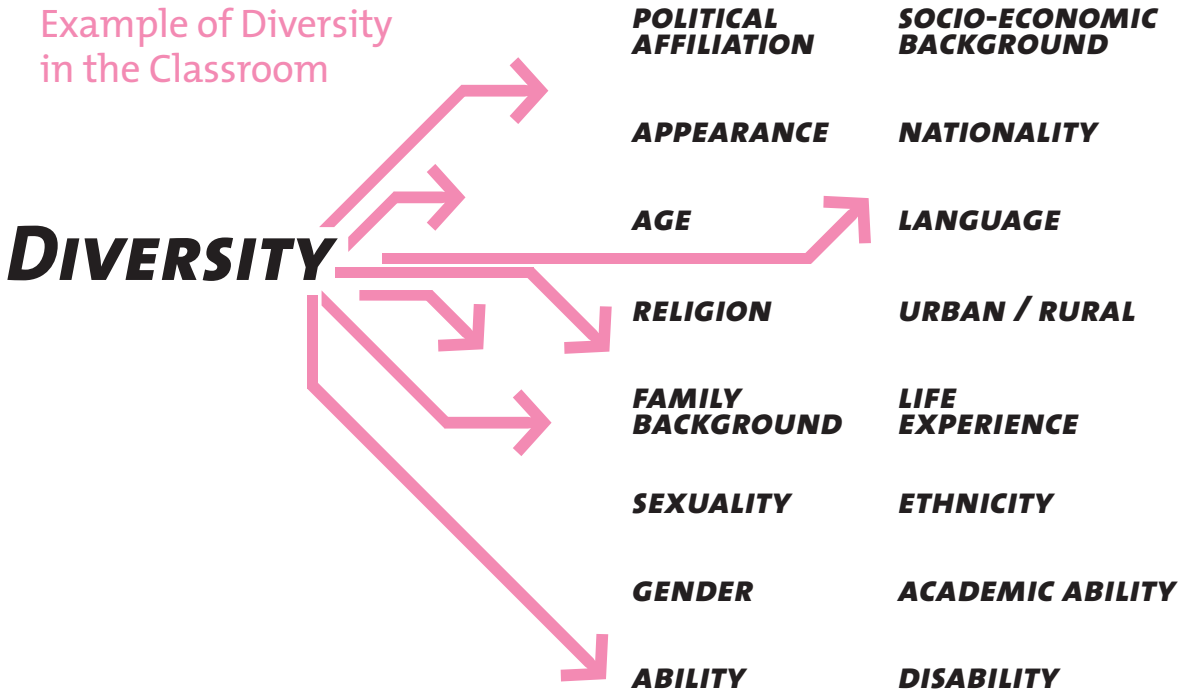 Example of Diversity
in the Classroom
DIVERSITY
POLITICAL
AFFILIATION
SOCIO-ECONOMIC
BACKGROUND
APPEARANCE
NATIONALITY
AGE
LANGUAGE
RELIGION
URBAN / RURAL
FAMILY
BACKGROUND
LIFE
EXPERIENCE
SEXUALITY
ETHNICITY
GENDER
ACADEMIC ABILITY
ABILITY
DISABILITY